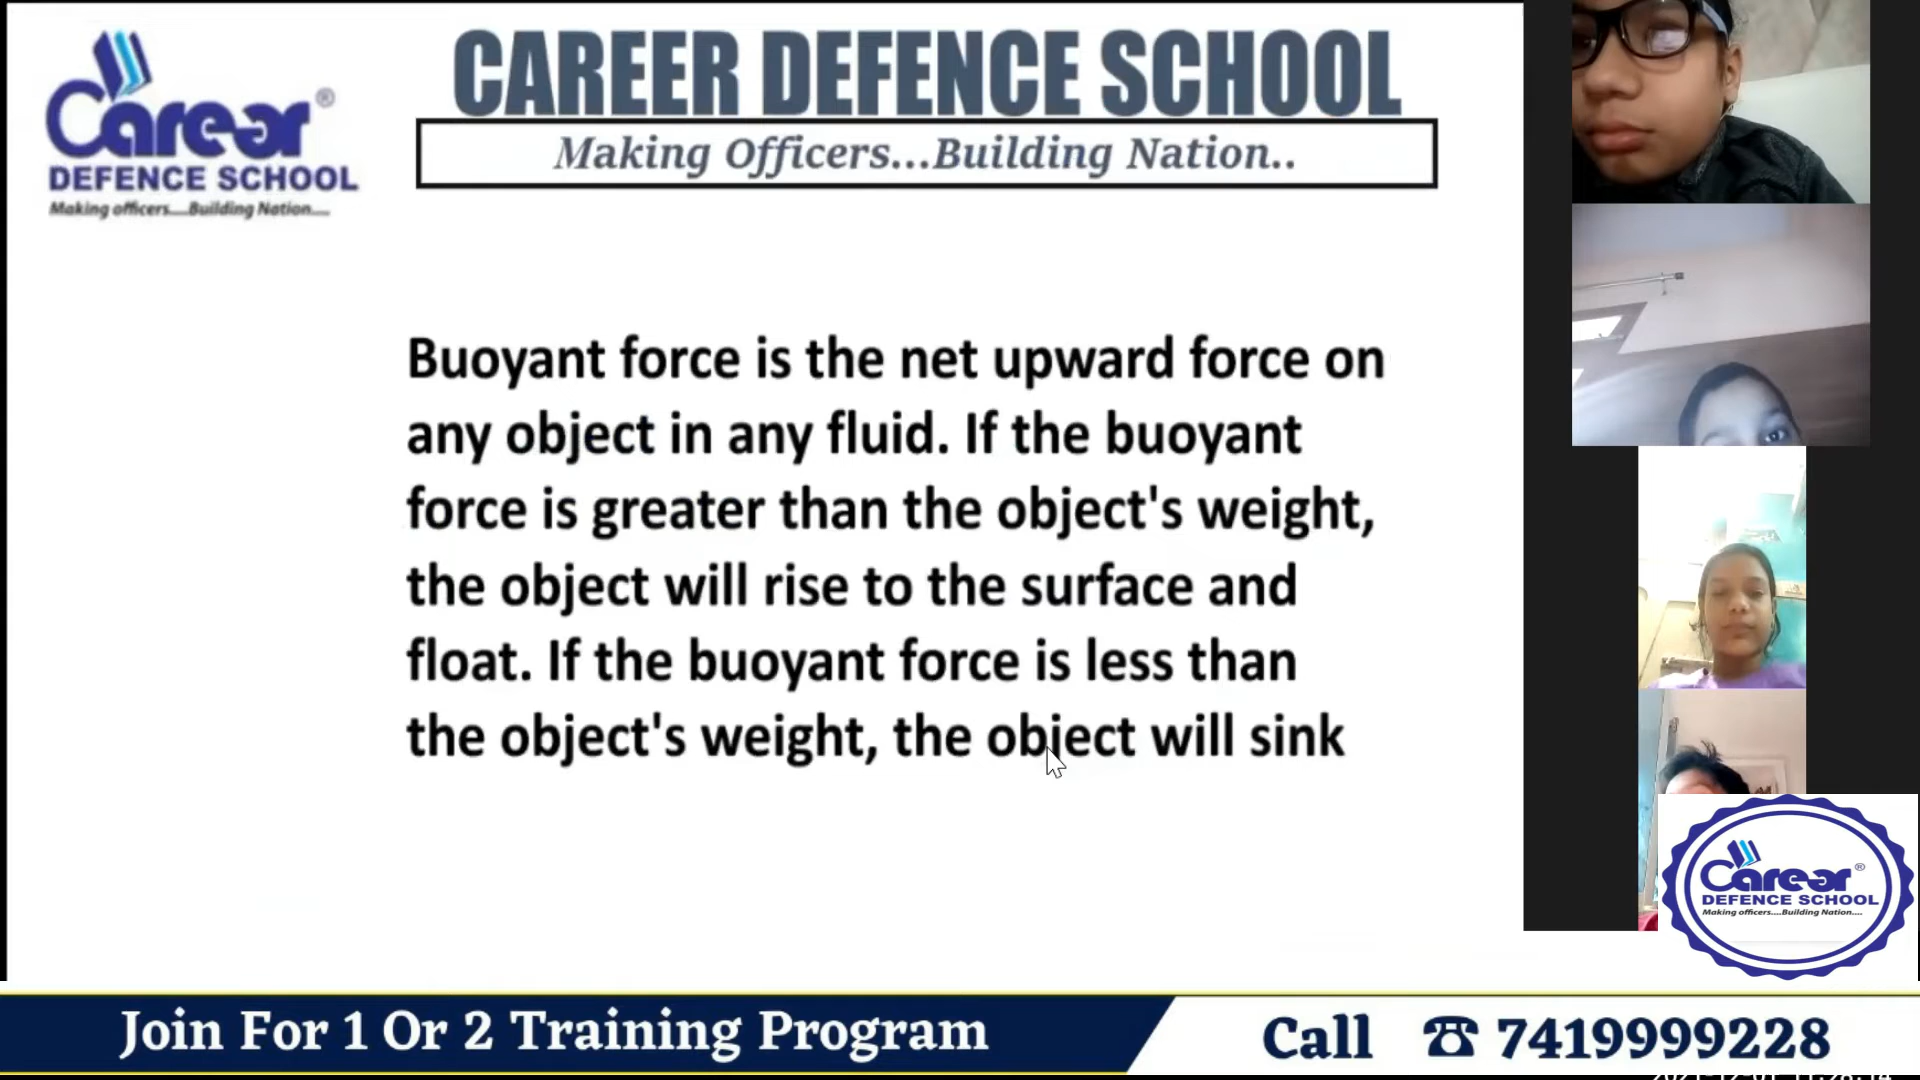 Carear®
DEFENCE SCHOOL
Making officers....Building Nation....
CAREER DEFENCE SCHOOL
Making Officers...Building Nation..
Buoyant force is the net upward force on
any object in any fluid. If the buoyant
force is greater than the object's weight,
the object will rise to the surface and
float. If the buoyant force is less than
the object's weight, the object will sink
Carear®
DEFENCE SCHOOL
Making officers....Building Nation....
Join For 1 Or 2 Training Program
Call ☎ 7419999228